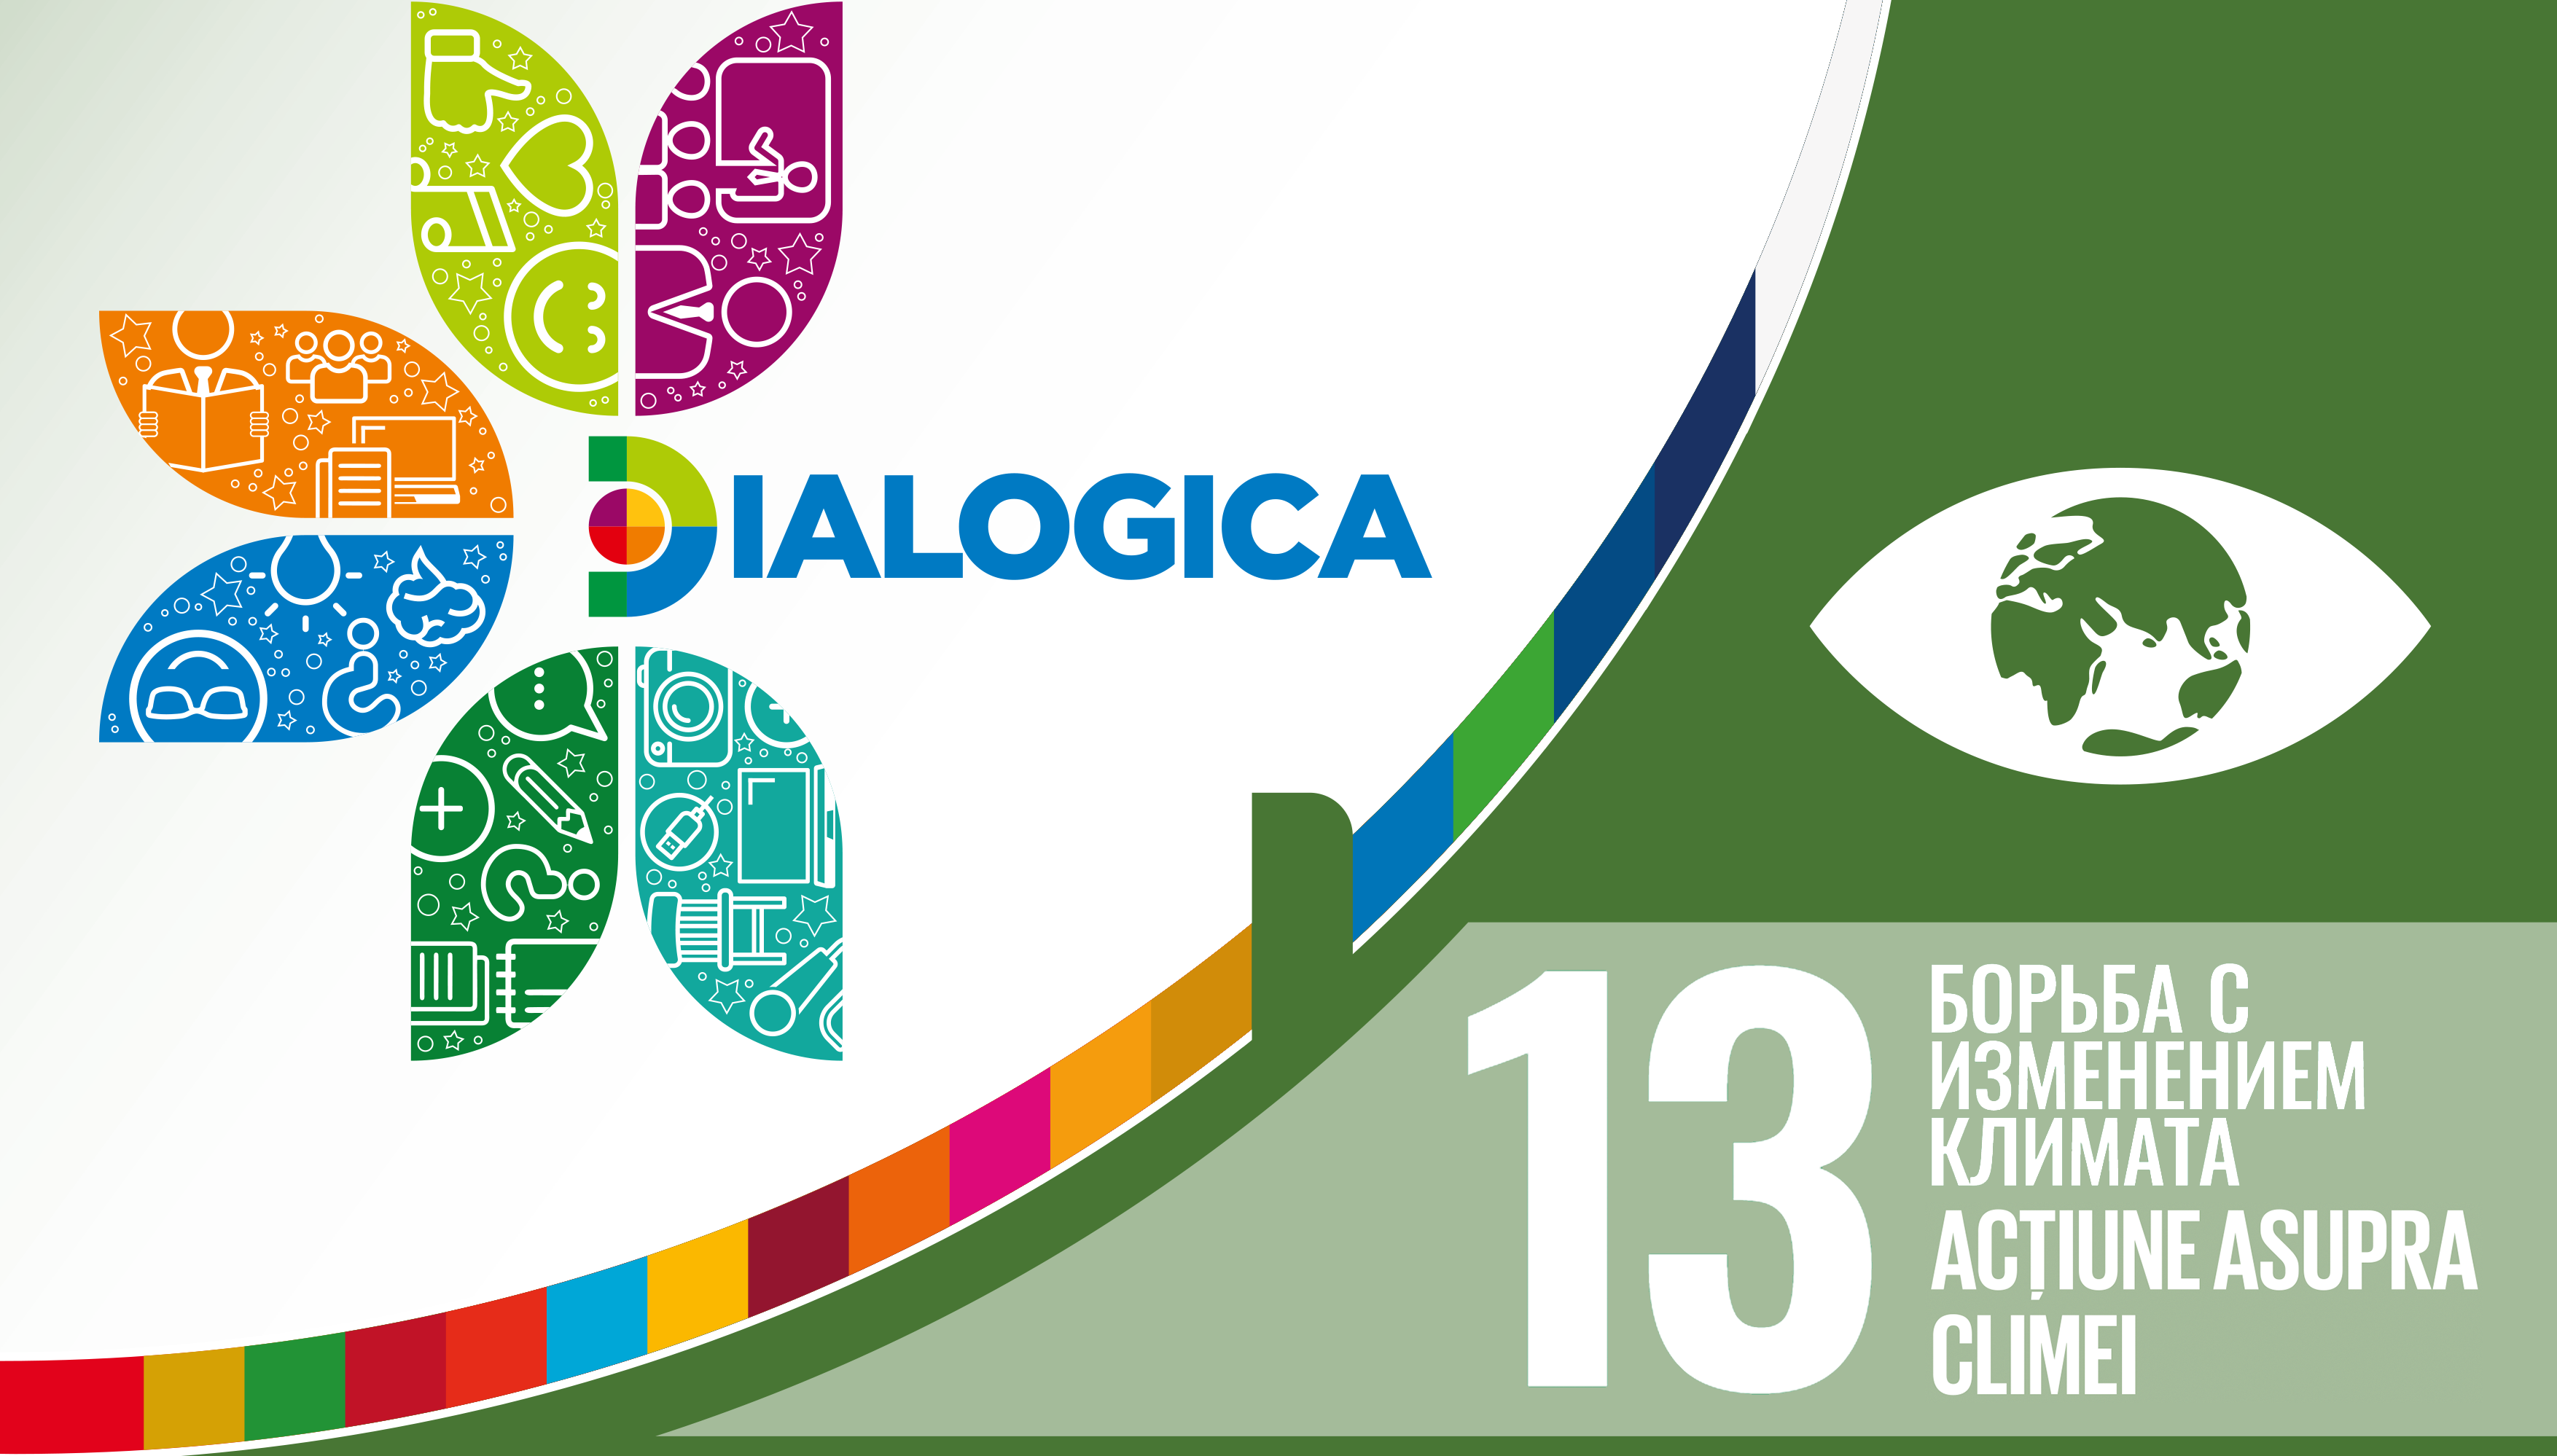 DIALOGICA
13
БОРЬБА С
ИЗМЕНЕНИЕМ
КЛИМАТА
ACȚIUNE ASUPRA
CLIMEI